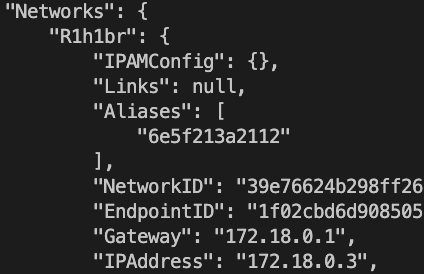 "Networks": {
"R1h1br": {
"IPAMConfig": {},
"Links": null,
"Aliases": [
"6e5f213a2112"
],
"NetworkID": "39e76624b298ff26
"EndpointID": "1f02cbd6d908505
"Gateway": "172.18.0.1",
"IPAddress": "172.18.0.3",